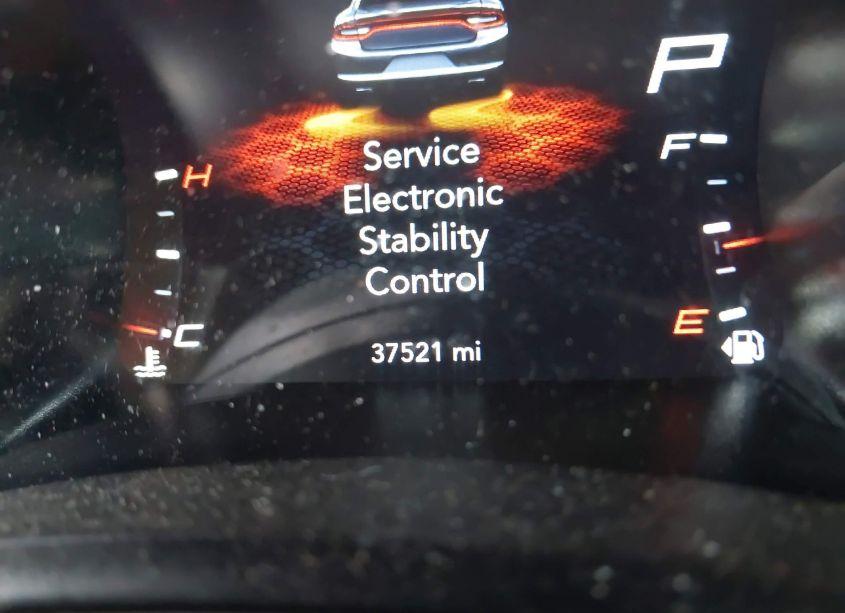 P
F
H
Service
Electronic
Stability
Control
E
C
37521 mi